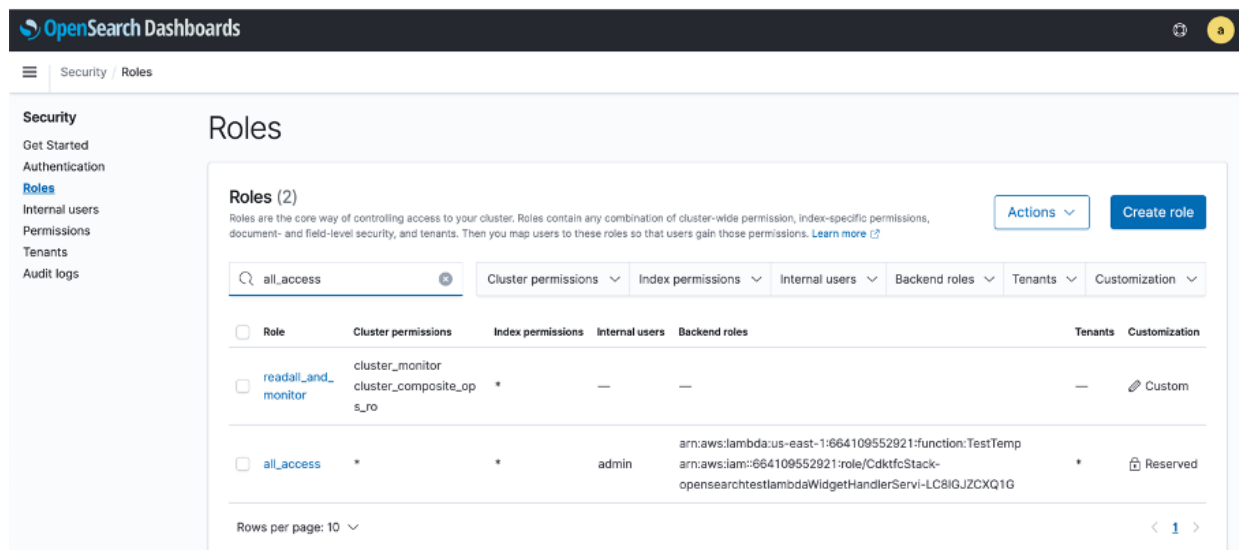 OpenSearch Dashboards
a
Security / Roles
Security
Get Started
Authentication
Roles
Internal users
Permissions
Tenants
Audit logs
Roles
Roles (2)
Roles are the core way of controlling access to your cluster. Roles contain any combination of cluster-wide permission, index-specific permissions,
document- and field-level security, and tenants. Then you map users to these roles so that users gain those permissions. Learn more
Actions
Create role
all_access
Cluster permissions
Index permissions
Internal users
Backend roles
Tenants
Customization
Role Cluster permissions Index permissions Internal users Backend roles Tenants Customization
readall_and_
monitor
cluster_monitor
cluster_composite_op
s_ro
*
—
—
—
Custom
all_access
*
*
admin
arn:aws:lambda:us-east-1:664109552921:function:TestTemp
arn:aws:iam::664109552921:role/CdktfcStack-
opensearchtestlambdaWidgetHandlerServi-LC8IGJZCXQ1G
*
Reserved
Rows per page: 10
< 1 >